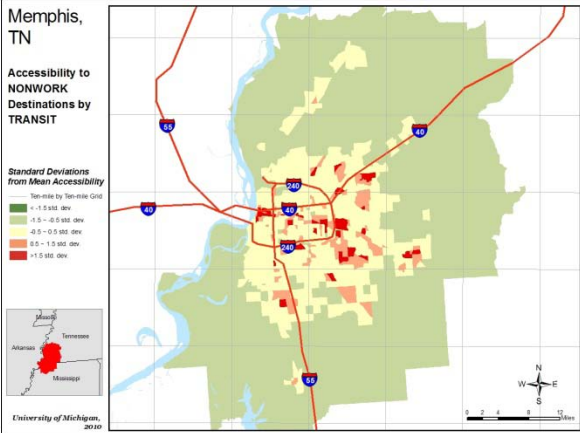 Memphis,
TN
Accessibility to
NONWORK
Destinations by
TRANSIT
Standard Deviations
from Mean Accessibility
Ten-mile by Ten-mile Grid
< -1.5 std. dev.
-1.5 ~ -0.5 std. dev.
-0.5 ~ 0.5 std. dev.
0.5 ~ 1.5 std. dev.
>1.5 std. dev.
Missouri
Tennessee
Arkansas
Mississippi
University of Michigan,
2010
55
40
240
40
40
240
55
N
W E
S
0 2 4 8 12
Miles